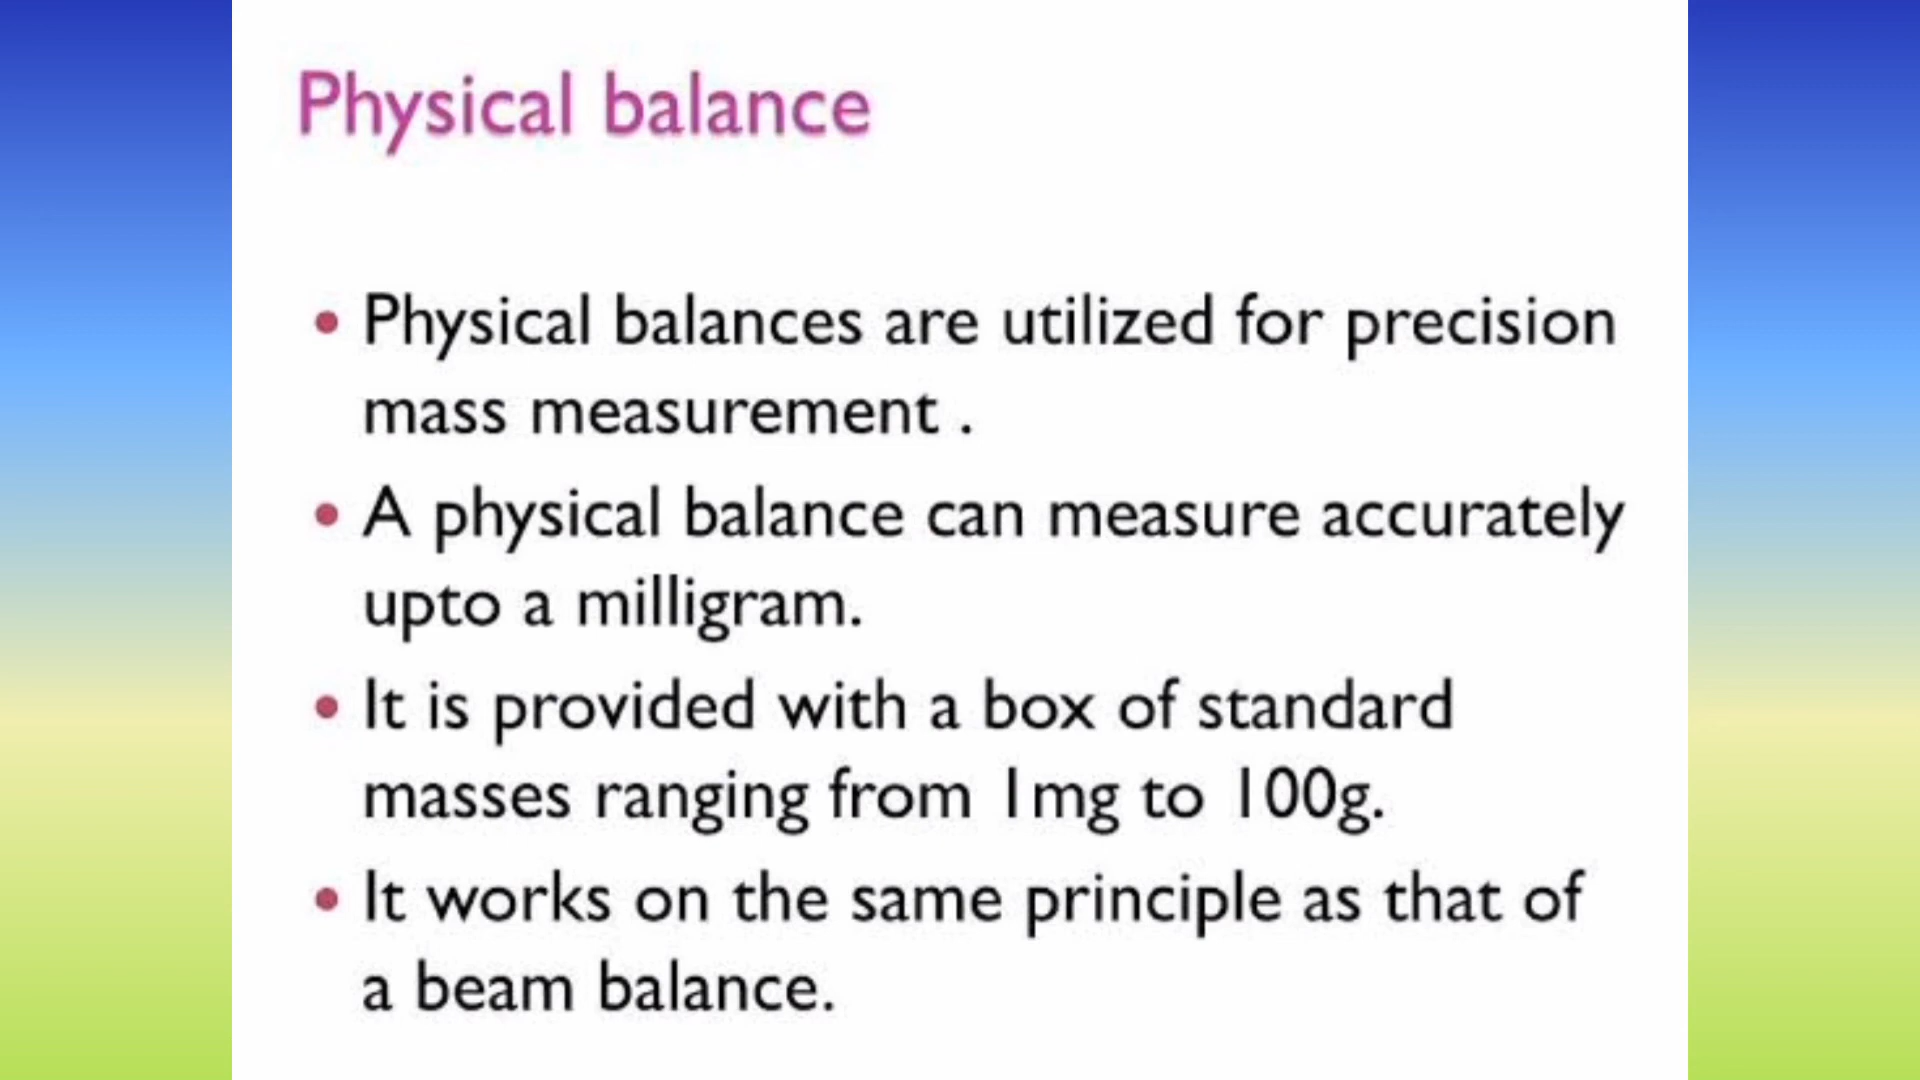 Physical balance
• Physical balances are utilized for precision
mass measurement .
• A physical balance can measure accurately
upto a milligram.
• It is provided with a box of standard
masses ranging from 1mg to 100g.
• It works on the same principle as that of
a beam balance.